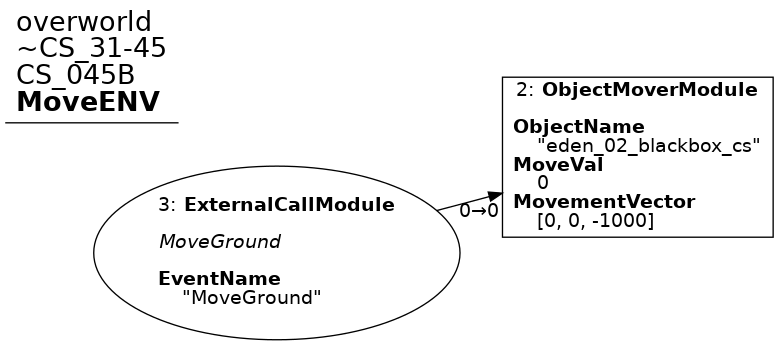 overworld
~CS_31-45
CS_045B
MoveENV
2: ObjectMoverModule
ObjectName
"eden_02_blackbox_cs"
MoveVal
0
MovementVector
[0, 0, -1000]
0→0
3: ExternalCallModule
MoveGround
EventName
"MoveGround"